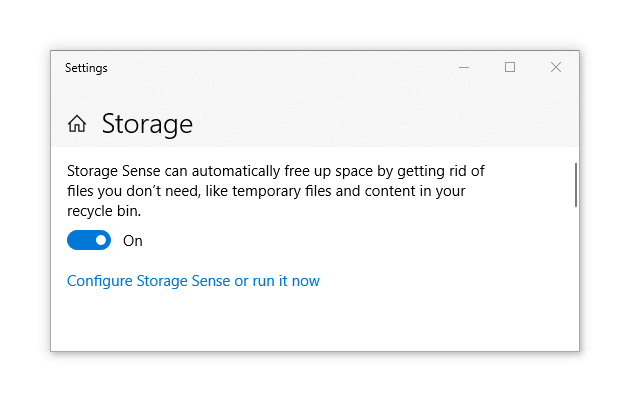 Settings
Storage
Storage Sense can automatically free up space by getting rid of
files you don’t need, like temporary files and content in your
recycle bin.
On
Configure Storage Sense or run it now